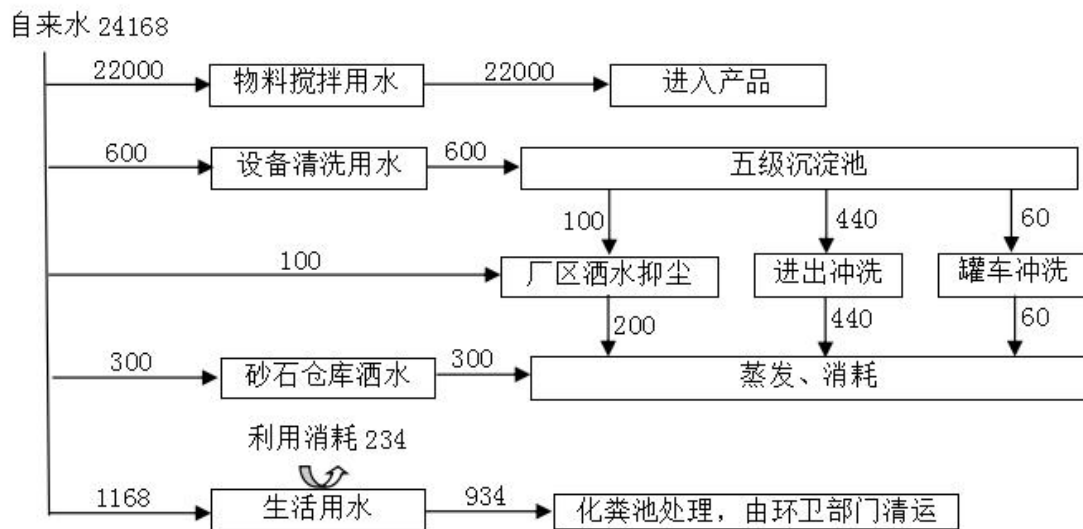 自来水 24168
22000
物料搅拌用水
22000
进入产品
600
设备清洗用水
600
五级沉淀池
100
440
60
100
厂区洒水抑尘
进出冲洗
罐车冲洗
200
440
60
300
砂石仓库洒水
300
蒸发、消耗
利用消耗 234
1168
生活用水
934
化粪池处理，由环卫部门清运